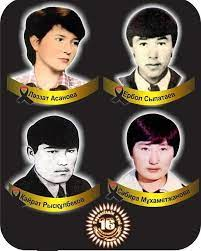 Ләззат Асанова
Ербол Сыпатаев
Қайрат Рысқұлбеков
Сәбира Мұхаметжанова
16